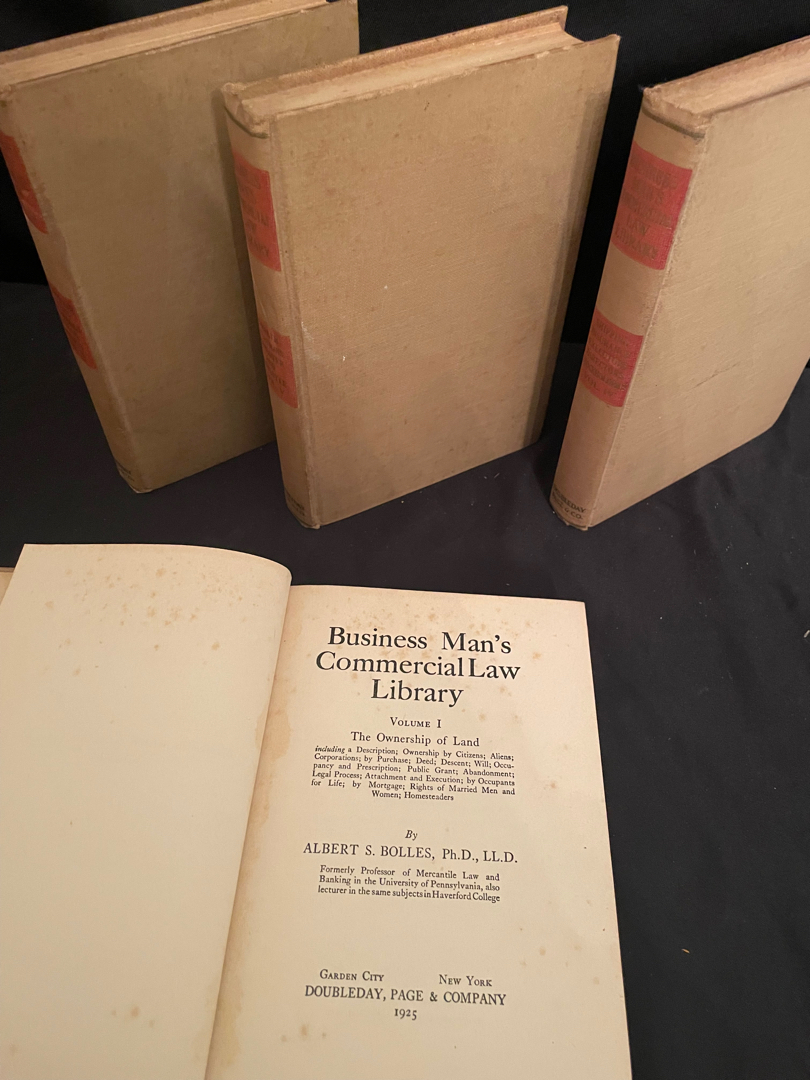 LAW
DOUBLEDAY
& CO.
Business Man's
Commercial Law
Library
VOLUME I
The Ownership of Land
including a Description; Ownership by Citizens; Aliens;
Corporations; by Purchase; Deed; Descent; Will; Occu-
pancy and Prescription; Public Grant; Abandonment;
Legal Process; Attachment and Execution; by Occupants
for Life; by Mortgage; Rights of Married Men and
Women; Homesteaders
By
ALBERT S. BOLLES, Ph.D., LL.D.
Formerly Professor of Mercantile Law and
Banking in the University of Pennsylvania, also
lecturer in the same subjects in Haverford College
GARDEN CITY NEW YORK
DOUBLEDAY, PAGE & COMPANY
1925